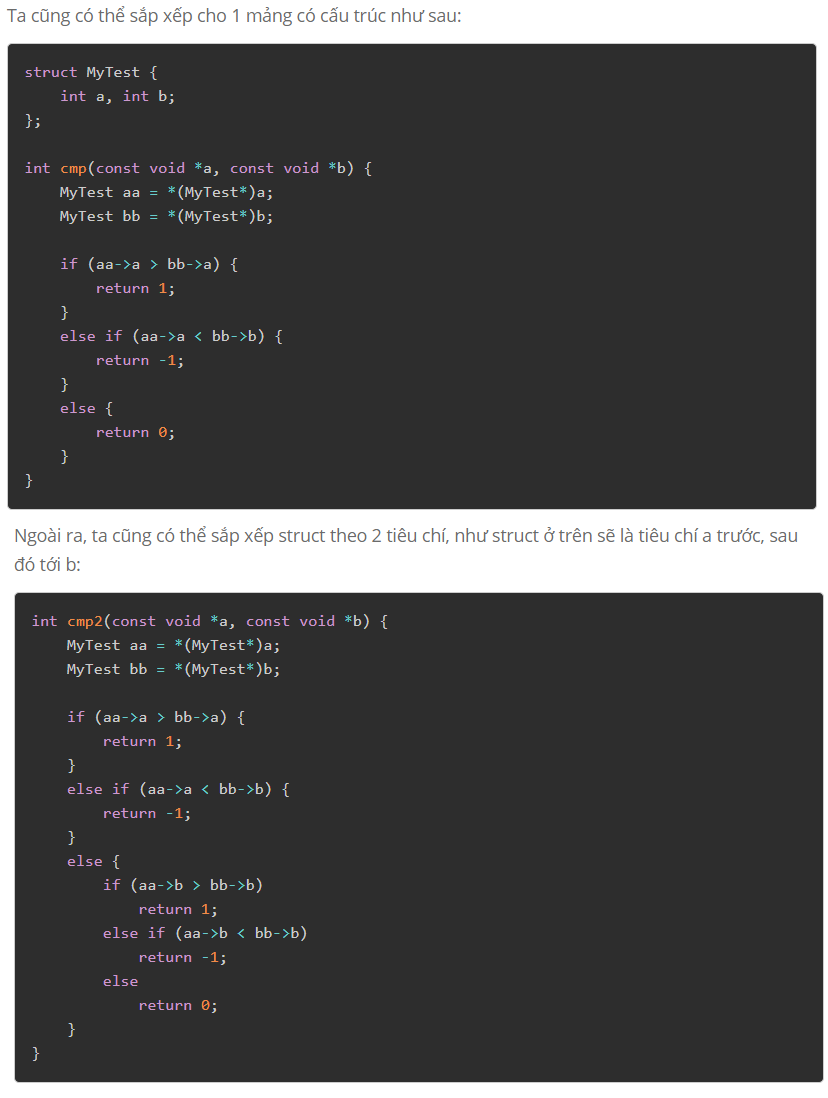 Ta cũng có thể sắp xếp cho 1 mảng có cấu trúc như sau:
struct MyTest {
    int a, int b;
};

int cmp(const void *a, const void *b) {
    MyTest aa = *(MyTest*)a;
    MyTest bb = *(MyTest*)b;

    if (aa->a > bb->a) {
        return 1;
    }
    else if (aa->a < bb->b) {
        return -1;
    }
    else {
        return 0;
    }
}
Ngoài ra, ta cũng có thể sắp xếp struct theo 2 tiêu chí, như struct ở trên sẽ là tiêu chí a trước, sau
đó tới b:
int cmp2(const void *a, const void *b) {
    MyTest aa = *(MyTest*)a;
    MyTest bb = *(MyTest*)b;

    if (aa->a > bb->a) {
        return 1;
    }
    else if (aa->a < bb->b) {
        return -1;
    }
    else {
        if (aa->b > bb->b)
            return 1;
        else if (aa->b < bb->b)
            return -1;
        else
            return 0;
    }
}